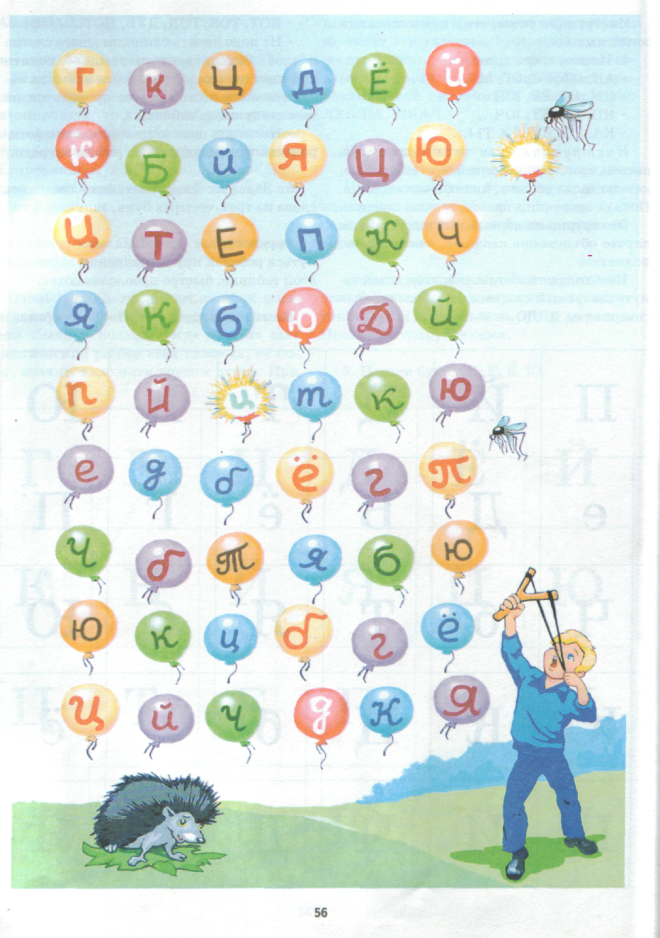 г к Ц Д Ё Й
К Б Й Я Ц Ю
Ц Т Е П К Ч
я К б ю Д Й
п й ц т к ю
е д б ё г т
Ч б т я б ю
ю к ц б г ё
Ц й ч д к Я
56